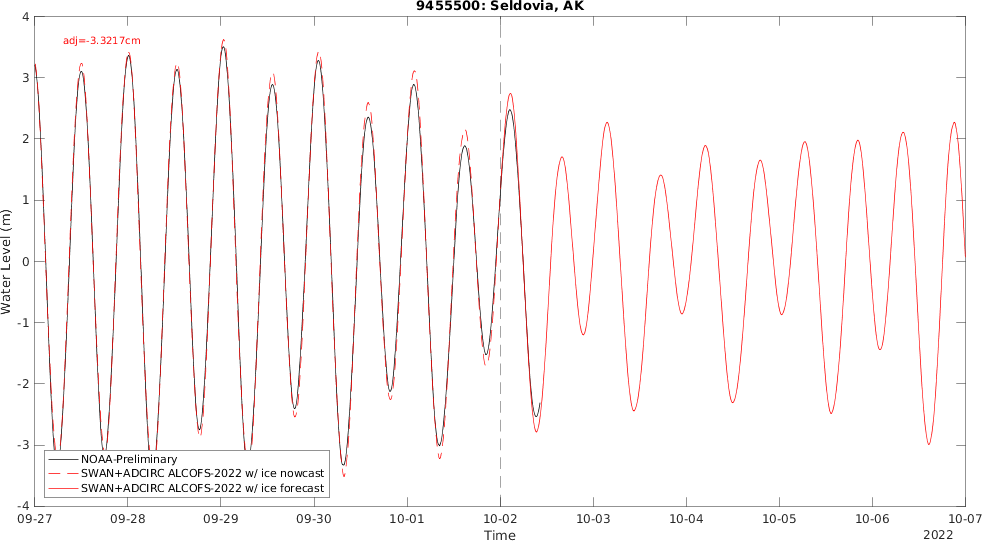 9455500: Seldovia, AK
adj=-3.3217cm
Water Level (m)
4
3
2
1
0
-1
-2
-3
-4
NOAA-Preliminary
SWAN+ADCIRC ALCOFS-2022 w/ ice nowcast
SWAN+ADCIRC ALCOFS-2022 w/ ice forecast
09-27 09-28 09-29 09-30 10-01 10-02 10-03 10-04 10-05 10-06 10-07
Time
2022